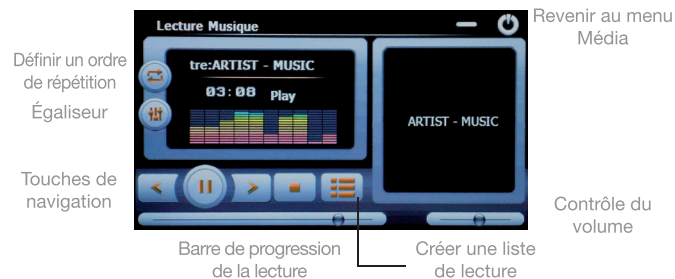 Lecture Musique
Revenir au menu
Média
Définir un ordre
de répétition
Égaliseur
tre:ARTIST - MUSIC
03:08 Play
ARTIST - MUSIC
Touches de
navigation
Contrôle du
volume
Barre de progression
de la lecture
Créer une liste
de lecture